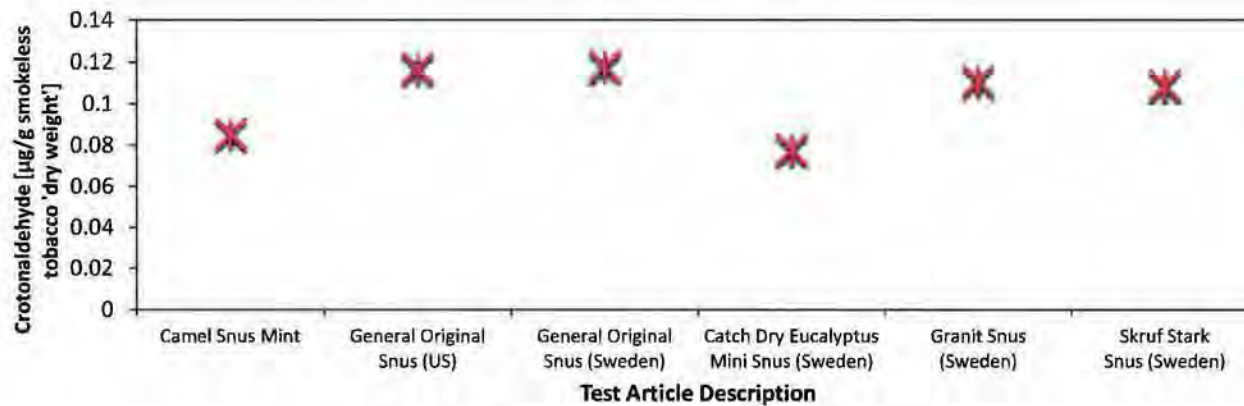 Crotonaldehyde [µg/g smokeless
tobacco 'dry weight']
0.14
0.12
0.1
0.08
0.06
0.04
0.02
0
Camel Snus Mint
General Original
Snus (US)
General Original
Snus (Sweden)
Catch Dry Eucalyptus
Mini Snus (Sweden)
Granit Snus
(Sweden)
Skruf Stark
Snus (Sweden)
Test Article Description